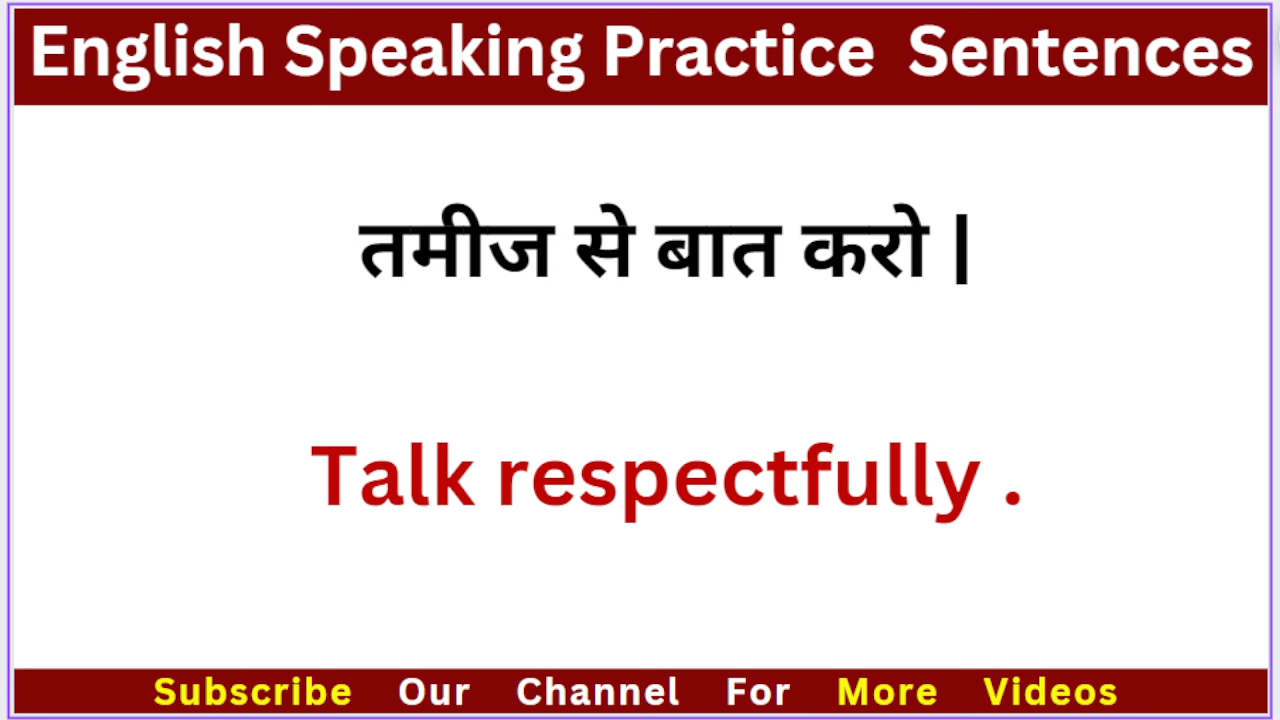 English Speaking Practice Sentences
तमीज से बात करो |
Talk respectfully .
Subscribe Our Channel For More Videos